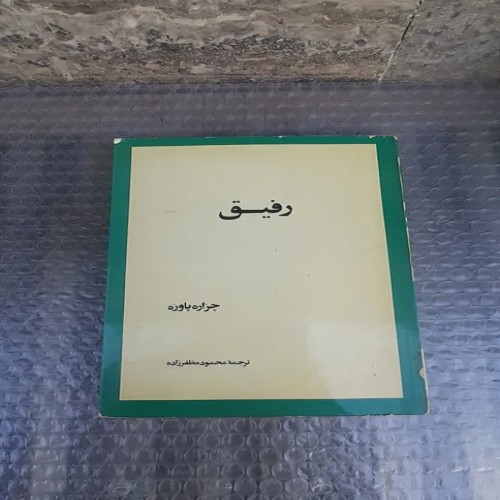 رفیق
چزاره پاوزه
ترجمهٔ محمود مظفرزاده